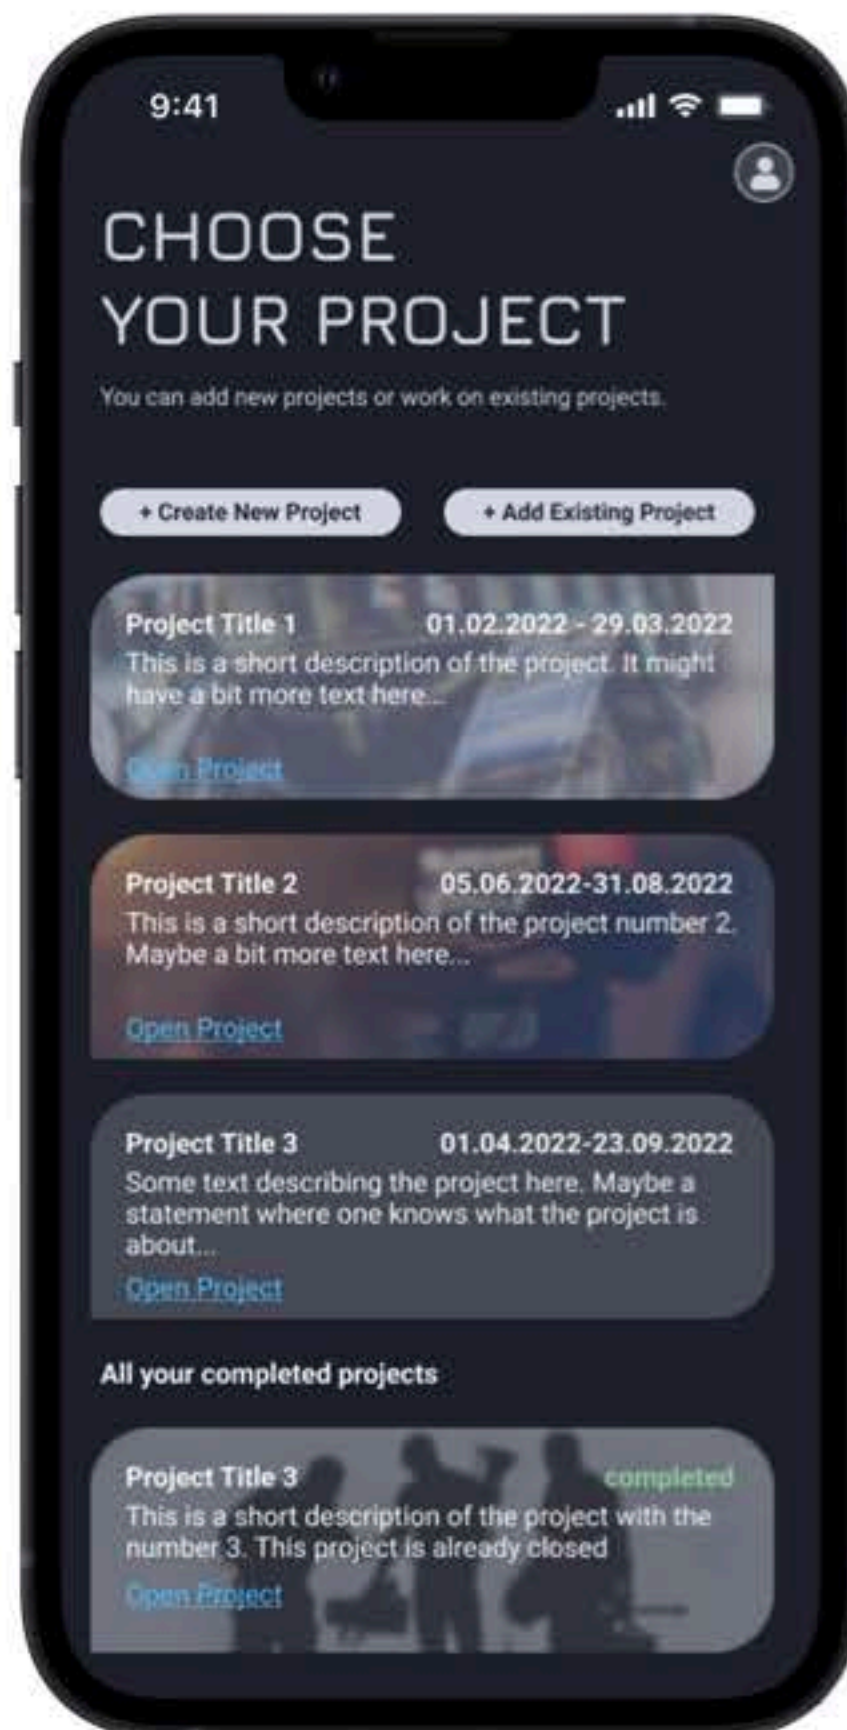 9:41
CHOOSE
YOUR PROJECT
You can add new projects or work on existing projects.
+ Create New Project + Add Existing Project
Project Title 1 01.02.2022 - 29.03.2022
This is a short description of the project. It might
have a bit more text here...
Open Project
Project Title 2 05.06.2022-31.08.2022
This is a short description of the project number 2.
Maybe a bit more text here...
Open Project
Project Title 3 01.04.2022-23.09.2022
Some text describing the project here. Maybe a
statement where one knows what the project is
about...
Open Project
All your completed projects
Project Title 3 completed
This is a short description of the project with the
number 3. This project is already closed
Open Project